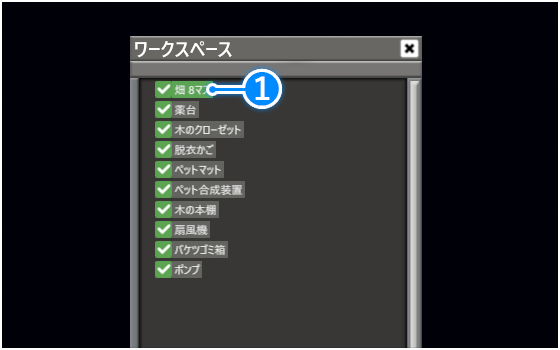 ワークスペース
畑 8マス
1
藁台
木のクローゼット
脱衣かご
ペットマット
ペット合成装置
木の本棚
扇風機
バケツゴミ箱
ポンプ